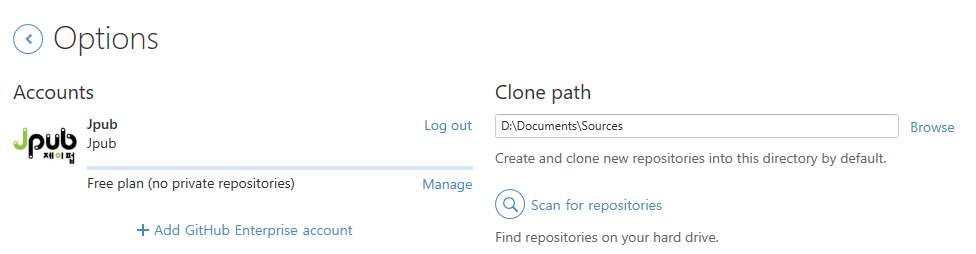 Options
Accounts
Jpub
제이펍
Jpub
Jpub
Log out
Free plan (no private repositories)
Manage
Add GitHub Enterprise account
Clone path
D:\Documents\Sources
Browse
Create and clone new repositories into this directory by default.
Scan for repositories
Find repositories on your hard drive.